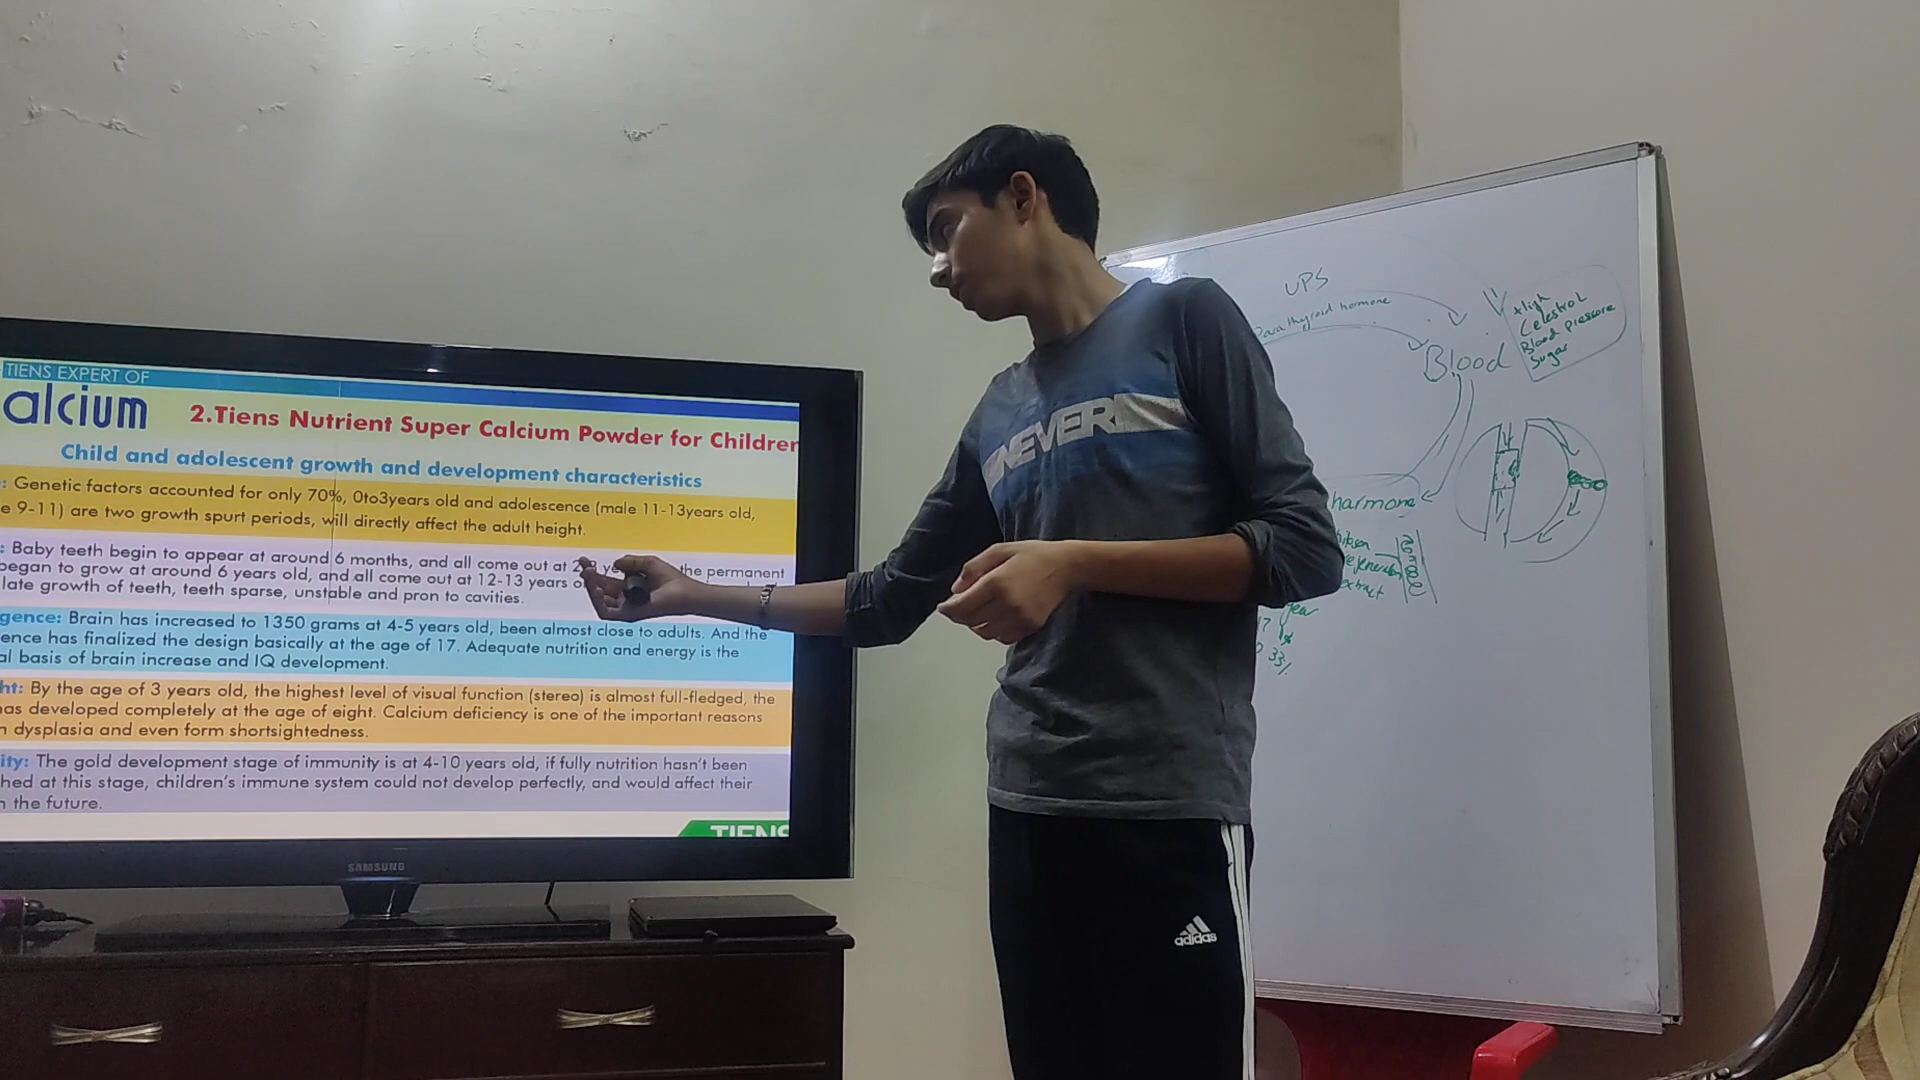 TIENS EXPERT OF
alcium
2.Tiens Nutrient Super Calcium Powder for Children
Child and adolescent growth and development characteristics
: Genetic factors accounted for only 70%, 0to3years old and adolescence (male 11-13years old,
e 9-11) are two growth spurt periods, will directly affect the adult height.
: Baby teeth begin to appear at around 6 months, and all come out at the permanent
began to grow at around 6 years old, and all come out at 12-13 years
late growth of teeth, teeth sparse, unstable and pron to cavities.
gence: Brain has increased to 1350 grams at 4-5 years old, been almost close to adults. And the
ence has finalized the design basically at the age of 17. Adequate nutrition and energy is the
al basis of brain increase and IQ development.
ht: By the age of 3 years old, the highest level of visual function (stereo) is almost full-fledged, the
has developed completely at the age of eight. Calcium deficiency is one of the important reasons
n dysplasia and even form shortsightedness.
ity: The gold development stage of immunity is at 4-10 years old, if fully nutrition hasn't been
hed at this stage, children's immune system could not develop perfectly, and would affect their
n the future.
TIENS
SAMSUNG
NEVER
adidas
UPS
Parathyroid hormone
Blood
High
Celestrol
Blood pressure
Sugar
harmone
extract
year
17
33%